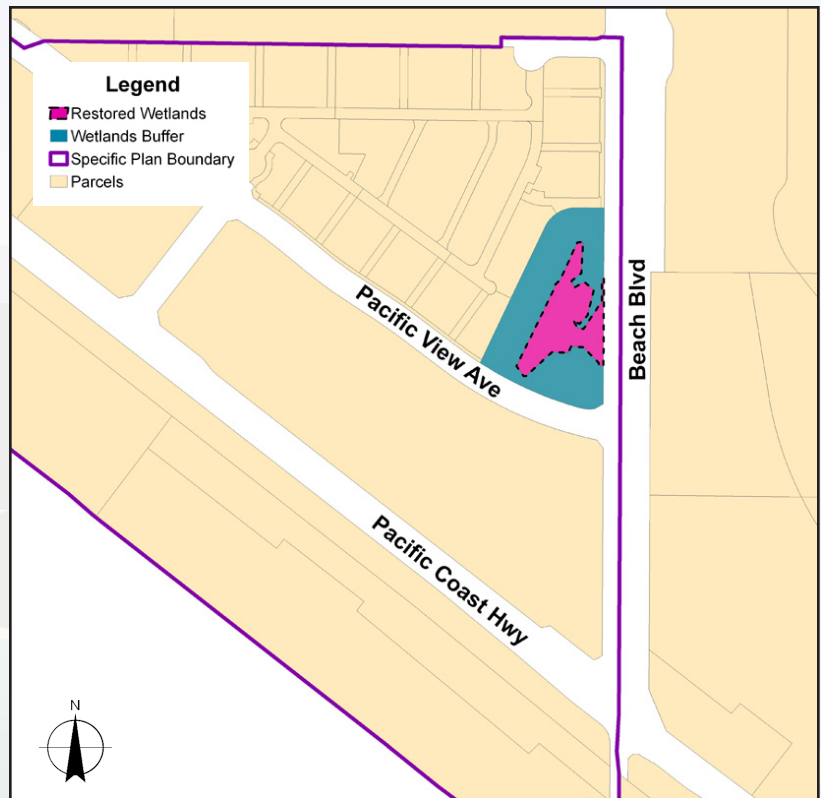 Legend
Restored Wetlands
Wetlands Buffer
Specific Plan Boundary
Parcels
Beach Blvd
Pacific View Ave
Pacific Coast Hwy
N